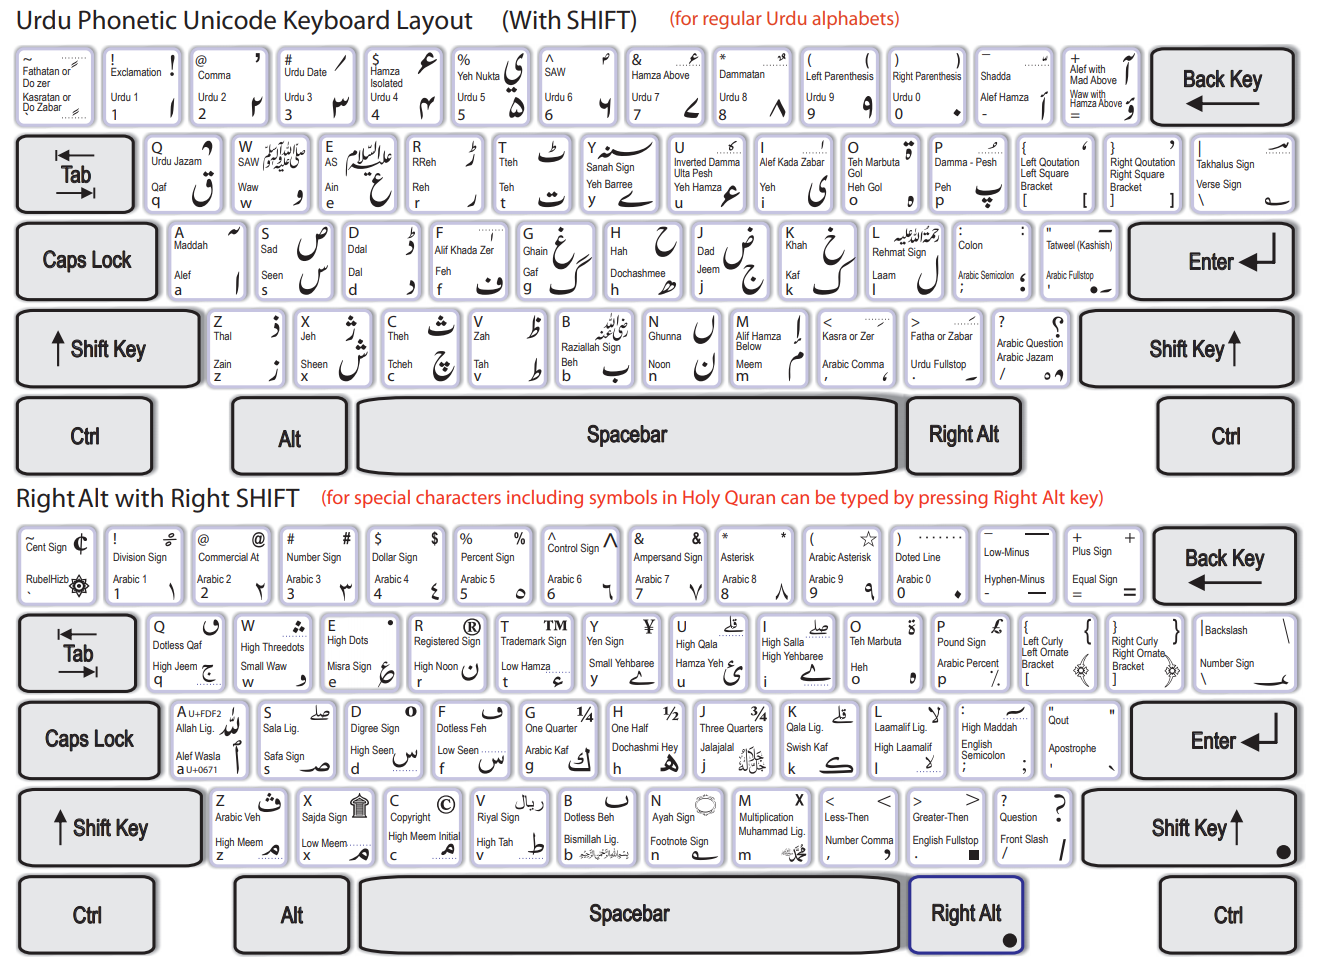 Urdu Phonetic Unicode Keyboard Layout (With SHIFT) (for regular Urdu alphabets)
~ Fathatan or Do zer Kasratan or Do Zabar `
! Exclamation ! Urdu 1 1 ۱
@ Comma ’ Urdu 2 2 ۲
# Urdu Date Urdu 3 3 ۳
$ Hamza Isolated ء Urdu 4 4 ۴
% Yeh Nukta ي Urdu 5 5 ۵
^ SAW Urdu 6 6 ۶
& Hamza Above Urdu 7 7 ے
* Dammatan Urdu 8 8 ۸
( Left Parenthesis ( Urdu 9 9 ۹
) Right Parenthesis ) Urdu 0 0 ۰
_ Shadda Alef Hamza - أ
+ Alef with Mad Above آ Waw with Hamza Above = ؤ
Back Key
Tab
Q Urdu Jazam Qaf q ق
W SAW ﷺ Waw w و
E AS Ain e ع
R RReh ڑ Reh r ر
T Tteh ٹ Teh t ت
Y Sanah Sign Yeh Barree y ے
U Inverted Damma Ulta Pesh Yeh Hamza u ء
I Alef Kada Zabar Yeh i ی
O Teh Marbuta Gol ۃ Heh Gol o ہ
P Damma - Pesh Peh p پ
{ Left Qoutation ‘ Left Square Bracket [ [
} Right Qoutation ’ Right Square Bracket ] ]
| Takhalus Sign Verse Sign \
Caps Lock
A Maddah Alef a ا
S Sad ص Seen s س
D Ddal ڈ Dal d د
F Alif Khada Zer Feh f ف
G Ghain غ Gaf g گ
H Hah ح Dochashmee h ھ
J Dad ض Jeem j ج
K Khah خ Kaf k ک
L Rehmat Sign Laam l ل
: Colon : Arabic Semicolon ; ؛
" Tatweel (Kashish) Arabic Fullstop '
Enter
Shift Key
Z Thal ذ Zain z ز
X Jeh ژ Sheen x ش
C Theh ث Tcheh c چ
V Zah ظ Tah v ط
B Raziallah Sign Beh b ب
N Ghunna ں Noon n ن
M Alif Hamza Below إ Meem m م
< Kasra or Zer Arabic Comma , ،
> Fatha or Zabar Urdu Fullstop . ۔
? Arabic Question ؟ Arabic Jazam /
Shift Key
Ctrl Alt Spacebar Right Alt Ctrl
Right Alt with Right SHIFT (for special characters including symbols in Holy Quran can be typed by pressing Right Alt key)
~ Cent Sign ¢ RubelHizb ` ۞
! Division Sign Arabic 1 1 ١
@ Commercial At @ Arabic 2 2 ٢
# Number Sign # Arabic 3 3 ٣
$ Dollar Sign $ Arabic 4 4 ٤
% Percent Sign % Arabic 5 5 ٥
^ Control Sign ^ Arabic 6 6 ٦
& Ampersand Sign & Arabic 7 7 ٧
* Asterisk * Arabic 8 8 ٨
( Arabic Asterisk ☆ Arabic 9 9 ٩
) Doted Line ........ Arabic 0 0 ٠
_ Low-Minus _ Hyphen-Minus - -
+ Plus Sign + Equal Sign = =
Back Key
Tab
Q Dotless Qaf ٯ High Jeem q
W High Threedots Small Waw w و
E High Dots Misra Sign e
R Registered Sign ® High Noon r ن
T Trademark Sign ™ Low Hamza t ء
Y Yen Sign ¥ Small Yehbaree y ے
U High Qala Hamza Yeh u ئ
I High Salla High Yehbaree i ے
O Teh Marbuta ة Heh o ه
P Pound Sign £ Arabic Percent p ٪
{ Left Curly { Left Ornate Bracket [ ﴾
} Right Curly } Right Ornate Bracket ] ﴿
| Backslash \ Number Sign \
Caps Lock
A U+FDF2 Allah Lig. ﷲ Alef Wasla a U+0671 ٱ
S Sala Lig. Safa Sign s
D Digree Sign High Seen d س
F Dotless Feh ڡ Low Seen f س
G One Quarter ¼ Arabic Kaf g ك
H One Half ½ Dochashmi Hey h ھ
J Three Quarters ¾ Jalajalal j
K Qala Lig. Swish Kaf k
L Laamalif Lig. لا High Laamalif l
: High Maddah English Semicolon ; ;
" Qout " Apostrophe '
Enter
Shift Key
Z Arabic Veh ڤ High Meem z م
X Sajda Sign ۩ Low Meem x م
C Copyright © High Meem Initial c
V Riyal Sign ریال High Tah v ط
B Dotless Beh ٮ Bismillah Lig. b ﷽
N Ayah Sign Footnote Sign n
M Multiplication x Muhammad Lig. m
< Less-Then < Number Comma , ,
> Greater-Then > English Fullstop . .
? Question ? Front Slash / /
Shift Key
Ctrl Alt Spacebar Right Alt Ctrl